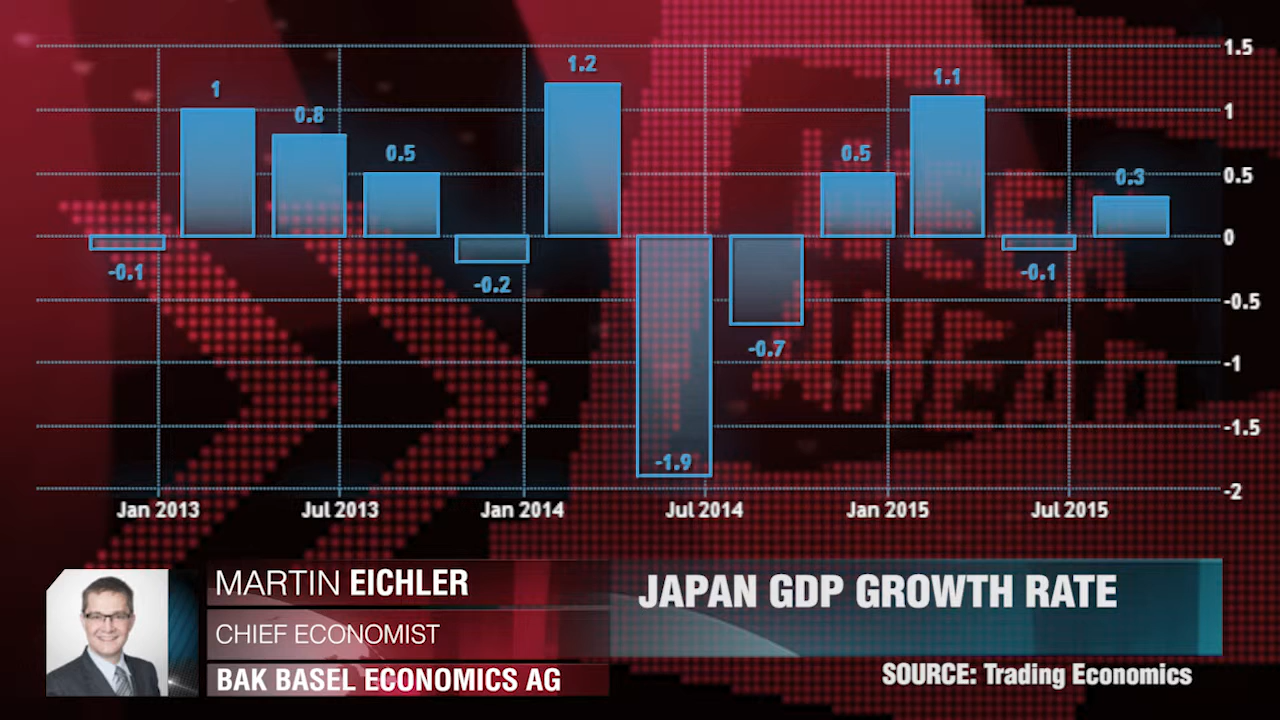 1.5
1.2
1.1
1
0.8
1
0.5
0.5
0.3
0.5
0
-0.1
-0.2
-0.1
-0.5
-0.7
-1
-1.5
-1.9
-2
Jan 2013
Jul 2013
Jan 2014
Jul 2014
Jan 2015
Jul 2015
MARTIN EICHLER
CHIEF ECONOMIST
BAK BASEL ECONOMICS AG
JAPAN GDP GROWTH RATE
SOURCE: Trading Economics